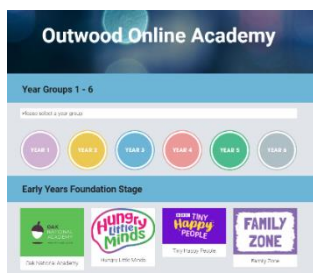 Outwood Online Academy
Year Groups 1 - 6
Please select a year group
YEAR 1
YEAR 2
YEAR 3
YEAR 4
YEAR 5
YEAR 6
Early Years Foundation Stage
OAK
NATIONAL
ACADEMY
Hungry
Little
Minds
BBC TINY
Happy
PEOPLE
FAMILY
ZONE
Oak National Academy
Hungry Little Minds
Tiny Happy People
Family Zone